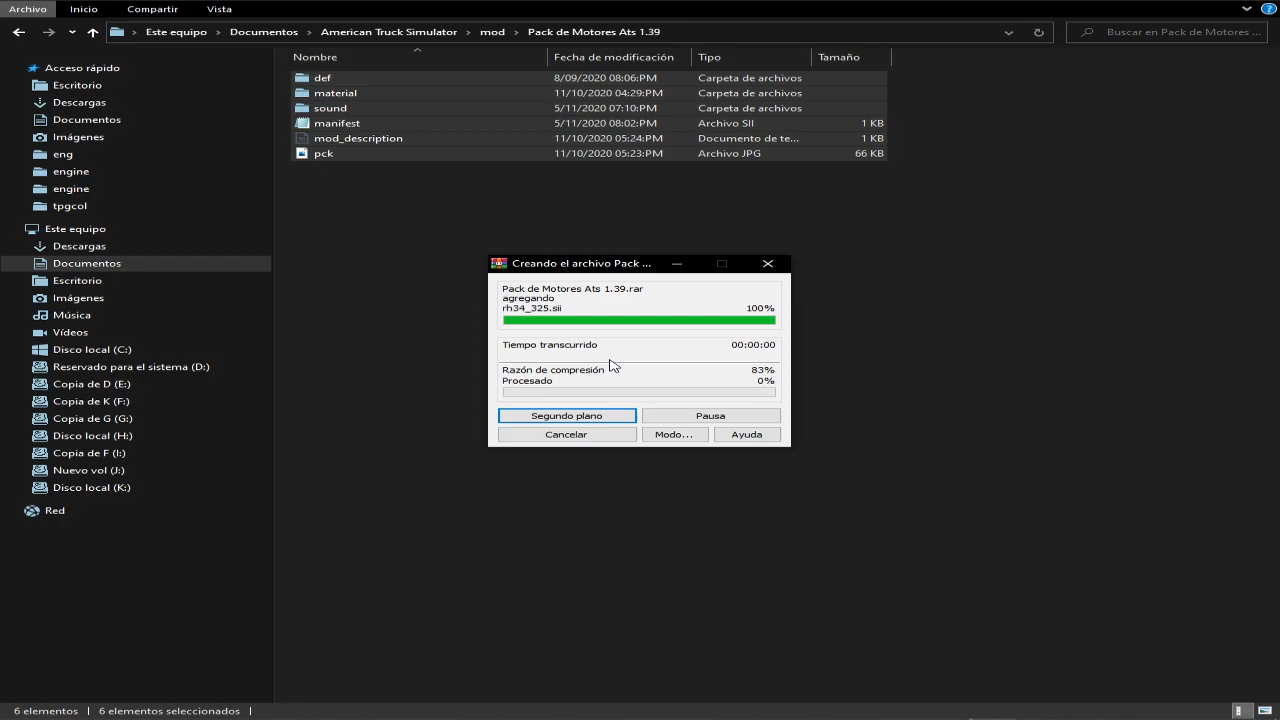 Archivo Inicio Compartir Vista
Este equipo Documentos American Truck Simulator mod Pack de Motores Ats 1.39
Buscar en Pack de Motores ...
Acceso rápido
Escritorio
Descargas
Documentos
Imágenes
eng
engine
engine
tpgcol
Este equipo
Descargas
Documentos
Escritorio
Imágenes
Música
Vídeos
Disco local (C:)
Reservado para el sistema (D:)
Copia de D (E:)
Copia de K (F:)
Copia de G (G:)
Disco local (H:)
Copia de F (I:)
Nuevo vol (J:)
Disco local (K:)
Red
Nombre Fecha de modificación Tipo Tamaño
def 8/09/2020 08:06:PM Carpeta de archivos
material 11/10/2020 04:29:PM Carpeta de archivos
sound 5/11/2020 07:10:PM Carpeta de archivos
manifest 5/11/2020 08:02:PM Archivo SII 1 KB
mod_description 11/10/2020 05:24:PM Documento de te... 1 KB
pck 11/10/2020 05:23:PM Archivo JPG 66 KB
Creando el archivo Pack ...
Pack de Motores Ats 1.39.rar
agregando
rh34_325.sii 100%
Tiempo transcurrido 00:00:00
Razón de compresión 83%
Procesado 0%
Segundo plano Pausa
Cancelar Modo... Ayuda
6 elementos 6 elementos seleccionados